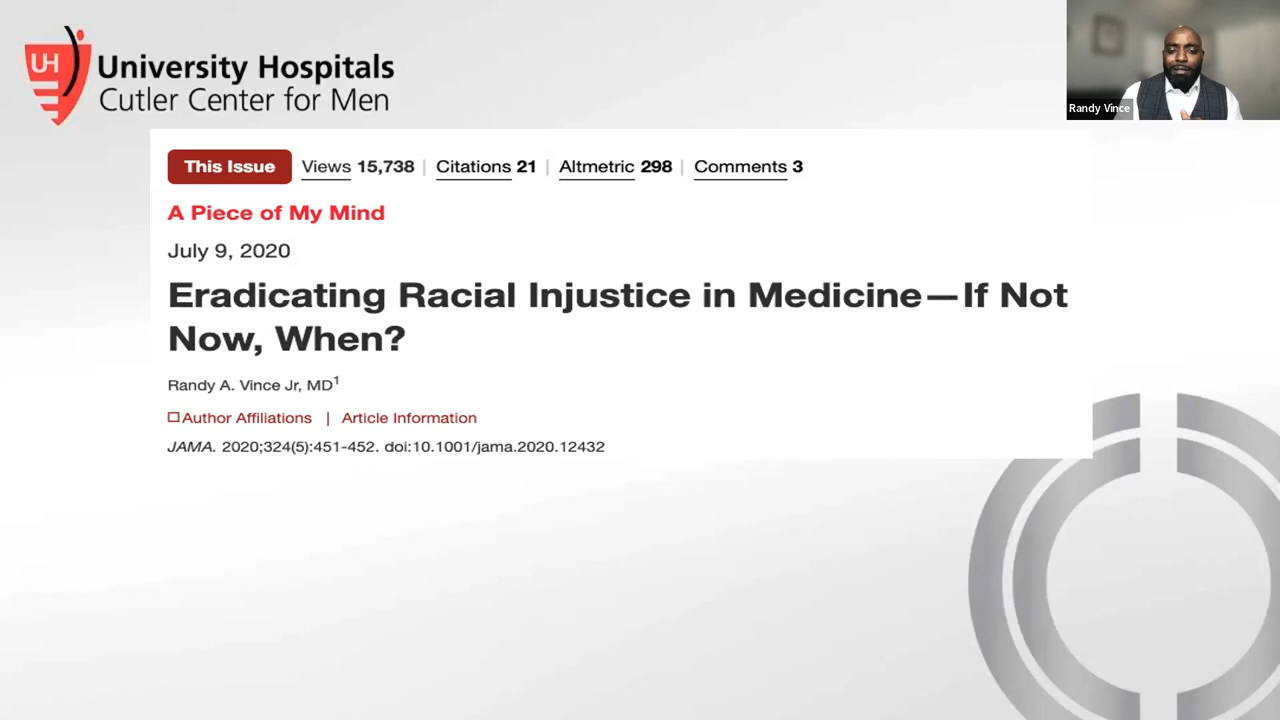 UH
University Hospitals
Cutler Center for Men
Randy Vince
This Issue Views 15,738 | Citations 21 | Altmetric 298 | Comments 3
A Piece of My Mind
July 9, 2020
Eradicating Racial Injustice in Medicine—If Not
Now, When?
Randy A. Vince Jr, MD1
Author Affiliations | Article Information
JAMA. 2020;324(5):451-452. doi:10.1001/jama.2020.12432